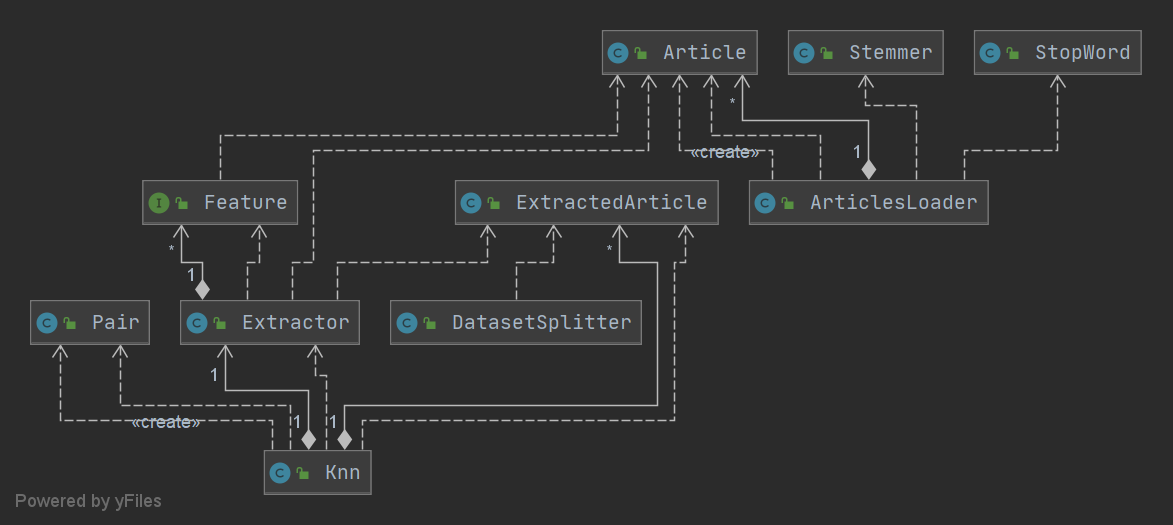 C Article
C Stemmer
C StopWord
*
«create»
1
I Feature
C ExtractedArticle
C ArticlesLoader
*
*
1
C Pair
C Extractor
C DatasetSplitter
1
«create»
1
1
C Knn
Powered by yFiles